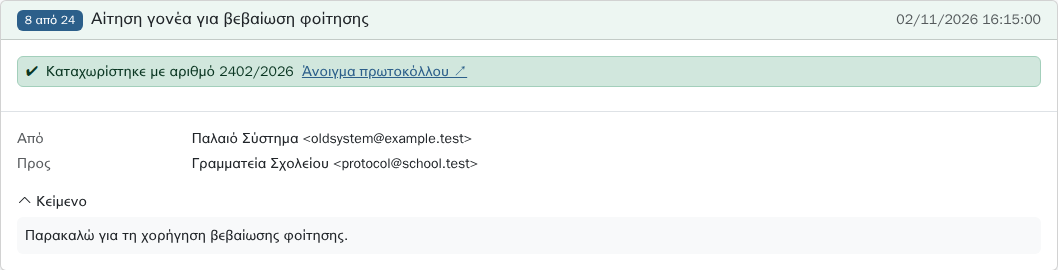 8 από 24 Αίτηση γονέα για βεβαίωση φοίτησης 02/11/2026 16:15:00
✔ Καταχωρίστηκε με αριθμό 2402/2026 Άνοιγμα πρωτοκόλλου ↗
Από Παλαιό Σύστημα <oldsystem@example.test>
Προς Γραμματεία Σχολείου <protocol@school.test>
Κείμενο
Παρακαλώ για τη χορήγηση βεβαίωσης φοίτησης.